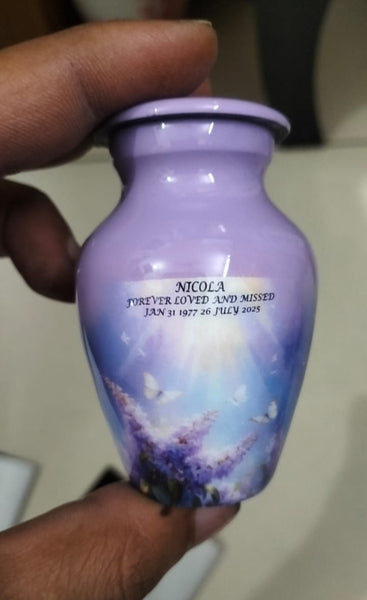 NICOLA
FOREVER LOVED AND MISSED
JAN 31 1977 26 JULY 2025